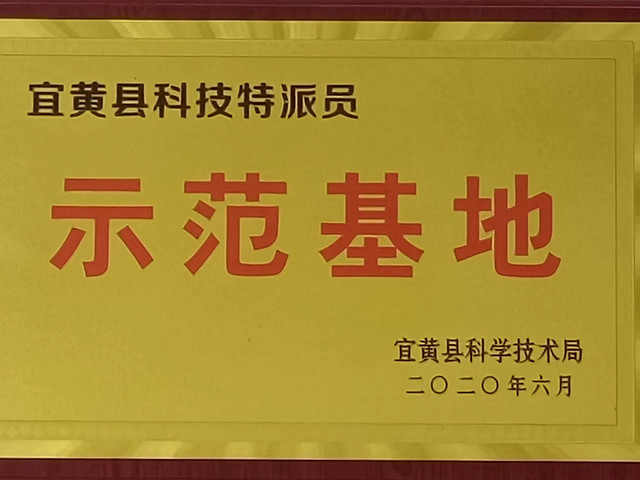 宜黄县科技特派员
示范基地
宜黄县科学技术局
二〇二〇年六月